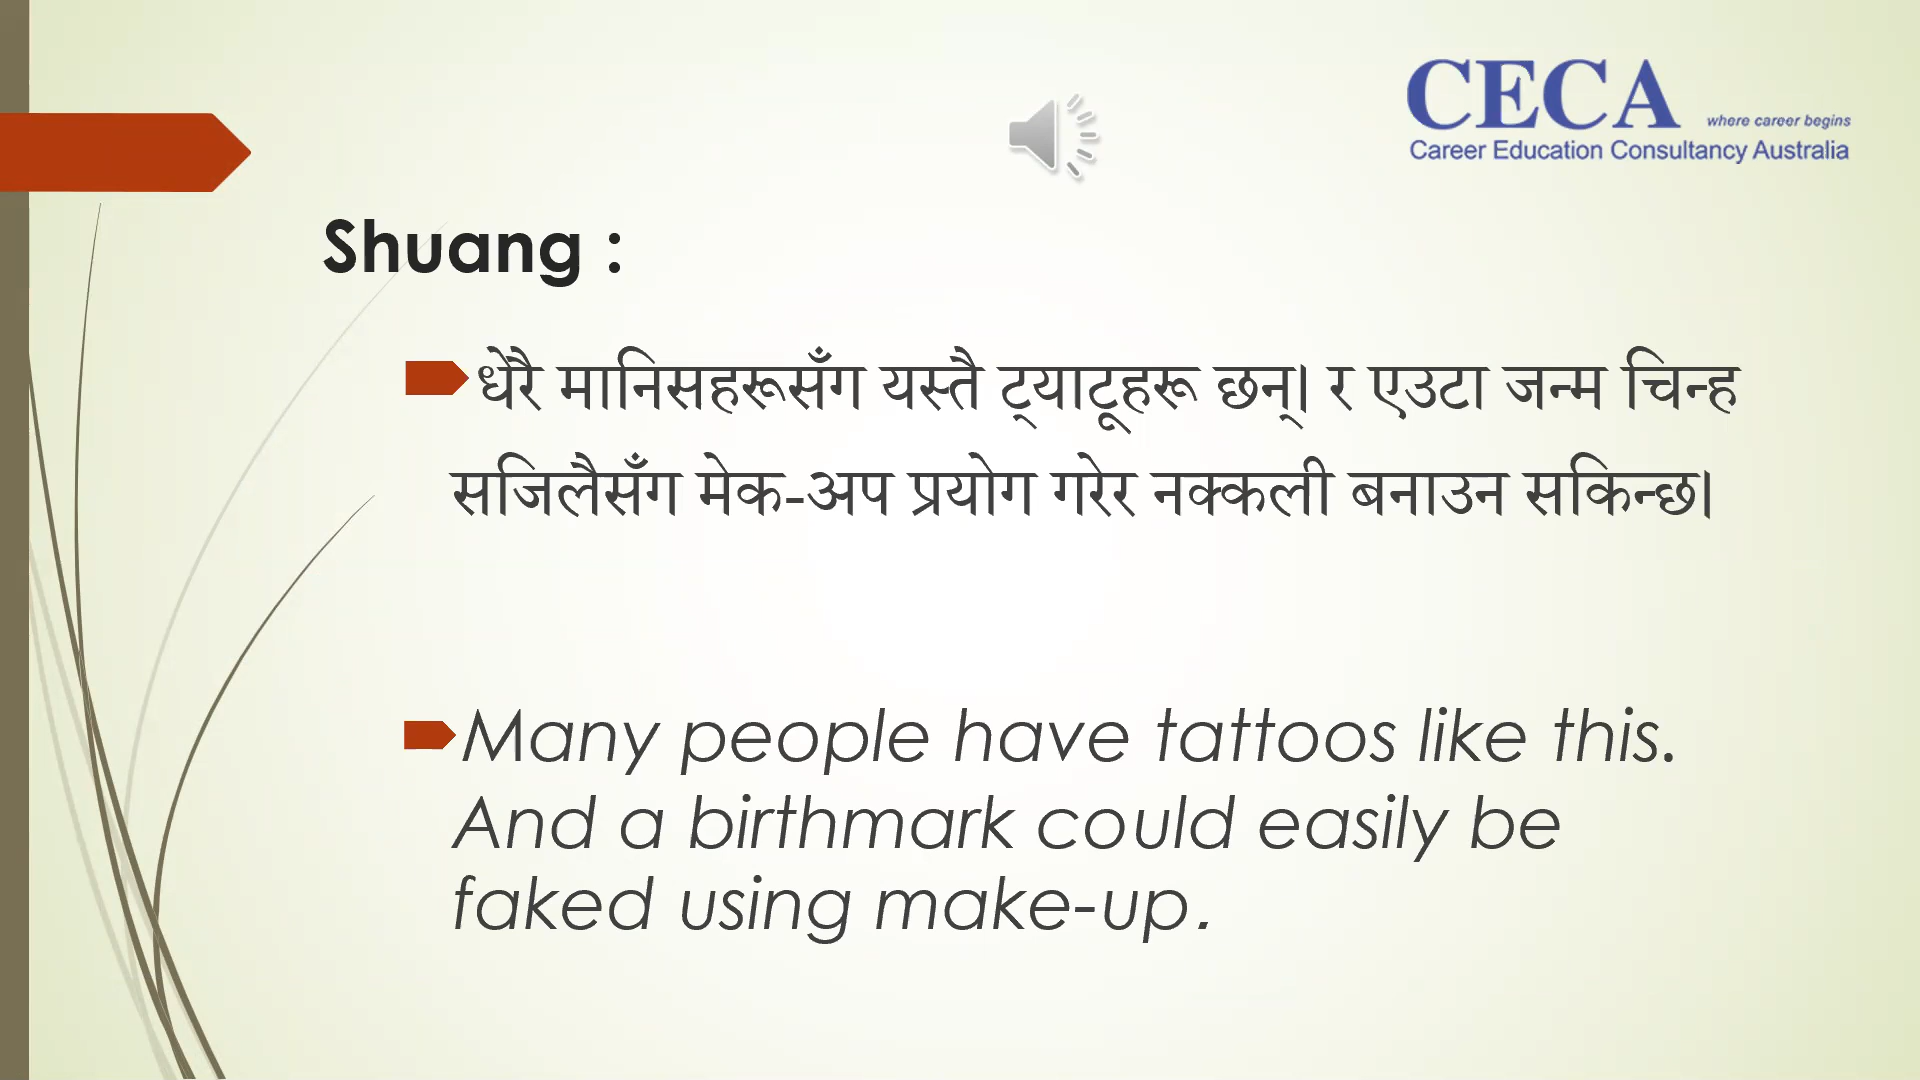 CECA where career begins
Career Education Consultancy Australia
Shuang :
धेरै मानिसहरूसँग यस्तै ट्याटूहरू छन्। र एउटा जन्म चिन्ह
सजिलैसँग मेक-अप प्रयोग गरेर नक्कली बनाउन सकिन्छ।
Many people have tattoos like this.
And a birthmark could easily be
faked using make-up.